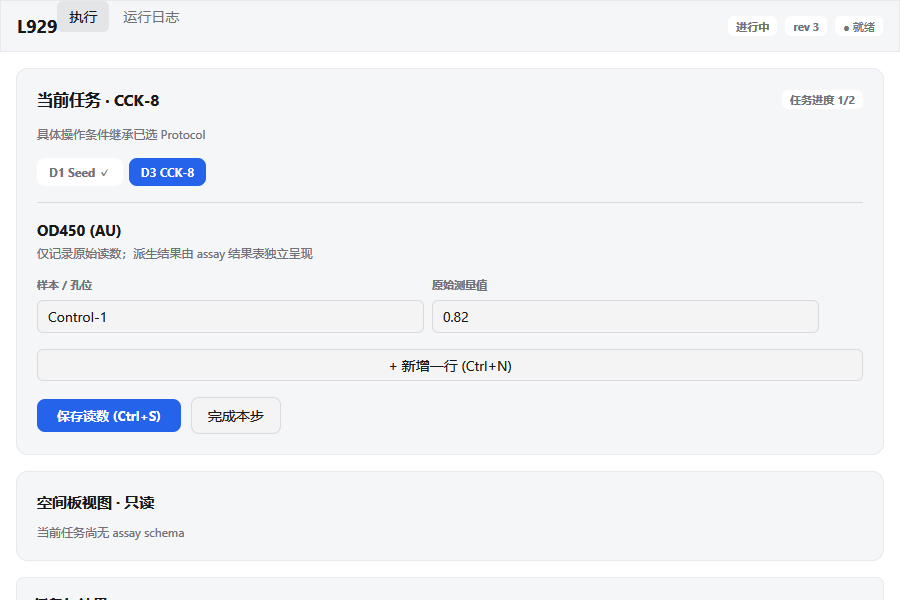 L929 执行 运行日志 进行中 rev 3 ● 就绪
当前任务 · CCK-8 任务进度 1/2
具体操作条件继承已选 Protocol
D1 Seed ✓ D3 CCK-8
OD450 (AU)
仅记录原始读数；派生结果由 assay 结果表独立呈现
样本 / 孔位 原始测量值
Control-1 0.82
+ 新增一行 (Ctrl+N)
保存读数 (Ctrl+S) 完成本步
空间板视图 · 只读
当前任务尚无 assay schema